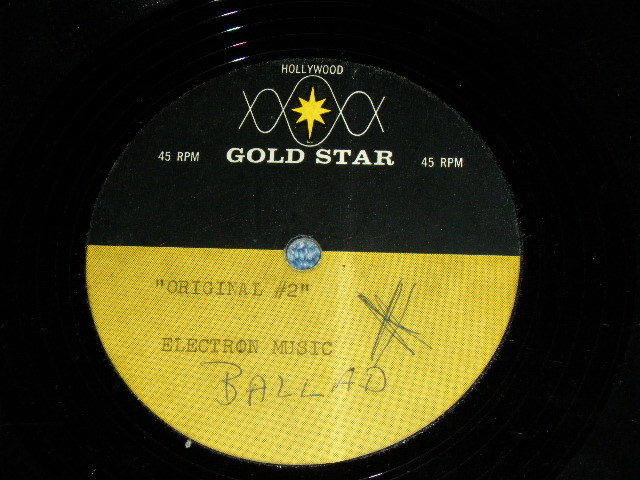 HOLLYWOOD
GOLD STAR
45 RPM 45 RPM
"ORIGINAL #2"
ELECTRON MUSIC
BALLAD